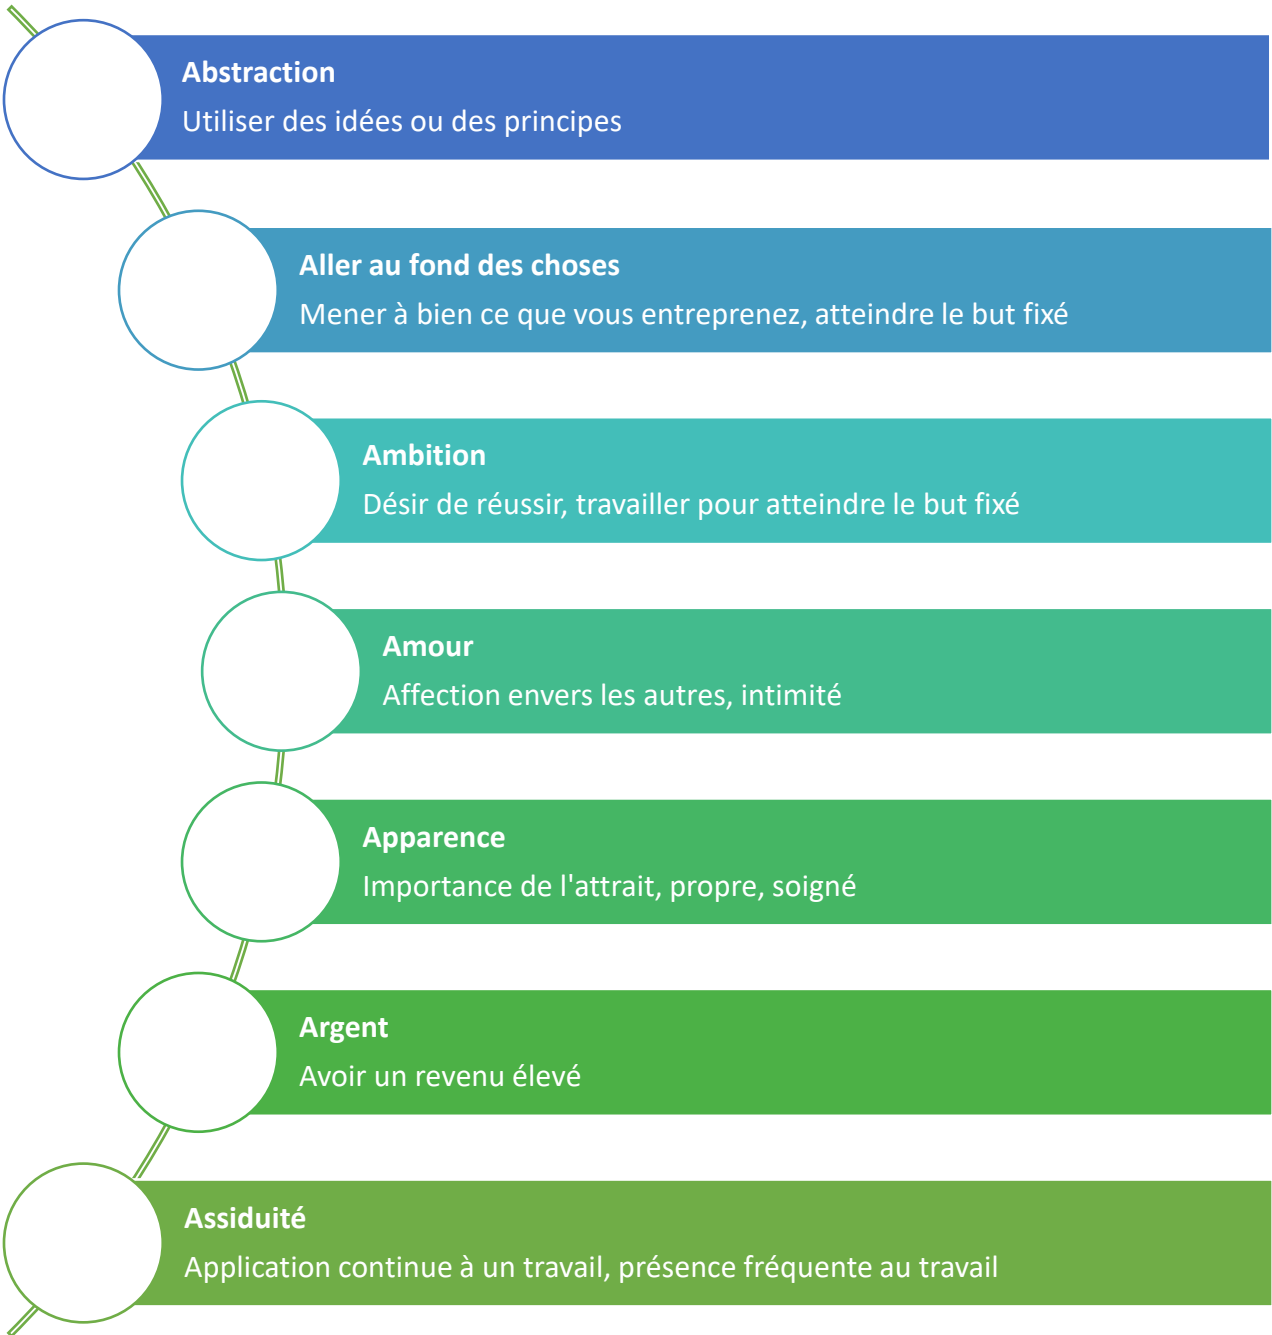 Abstraction
Utiliser des idées ou des principes
Aller au fond des choses
Mener à bien ce que vous entreprenez, atteindre le but fixé
Ambition
Désir de réussir, travailler pour atteindre le but fixé
Amour
Affection envers les autres, intimité
Apparence
Importance de l'attrait, propre, soigné
Argent
Avoir un revenu élevé
Assiduité
Application continue à un travail, présence fréquente au travail